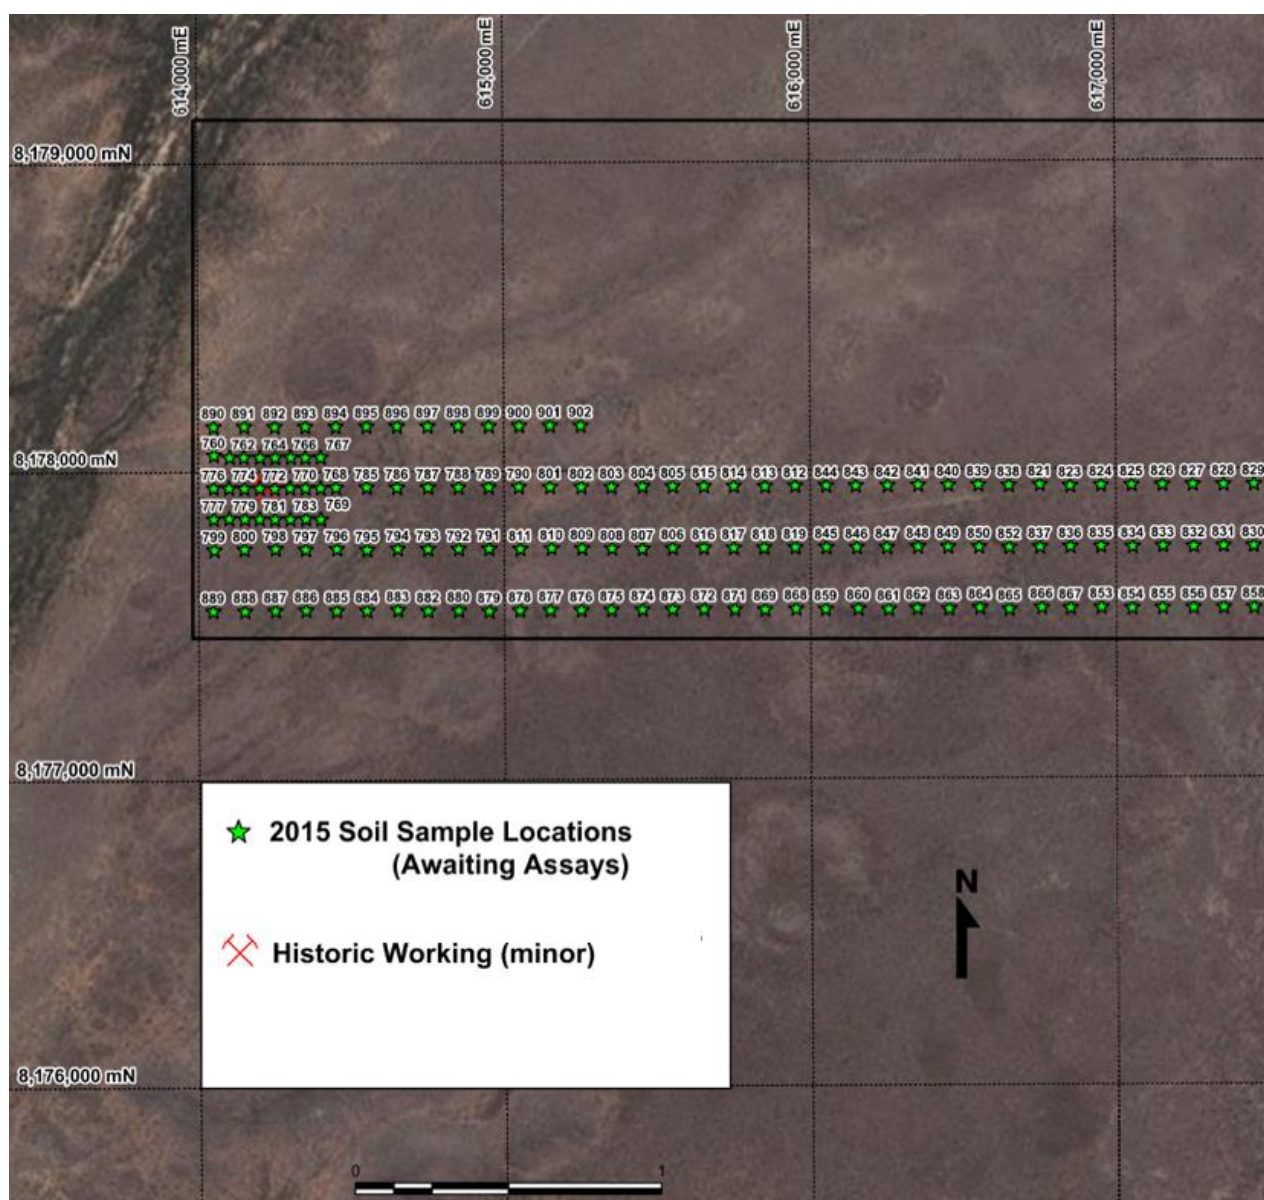 614,000 mE
615,000 mE
616,000 mE
617,000 mE
8,179,000 mN
890 891 892 893 894 895 896 897 898 899 900 901 902
760 762 764 766 767
8,178,000 mN
776 774 772 770 768 785 786 787 788 789 790 801 802 803 804 805 815 814 813 812 844 843 842 841 840 839 838 821 823 824 825 826 827 828 829
777 779 781 783 769
799 800 798 797 796 795 794 793 792 791 811 810 809 808 807 806 816 817 818 819 845 846 847 848 849 850 852 837 836 835 834 833 832 831 830
889 888 887 886 885 884 883 882 880 879 878 877 876 875 874 873 872 871 869 868 859 860 861 862 863 864 865 866 867 853 854 855 856 857 858
8,177,000 mN
2015 Soil Sample Locations
(Awaiting Assays)
N
Historic Working (minor)
8,176,000 mN
0 1